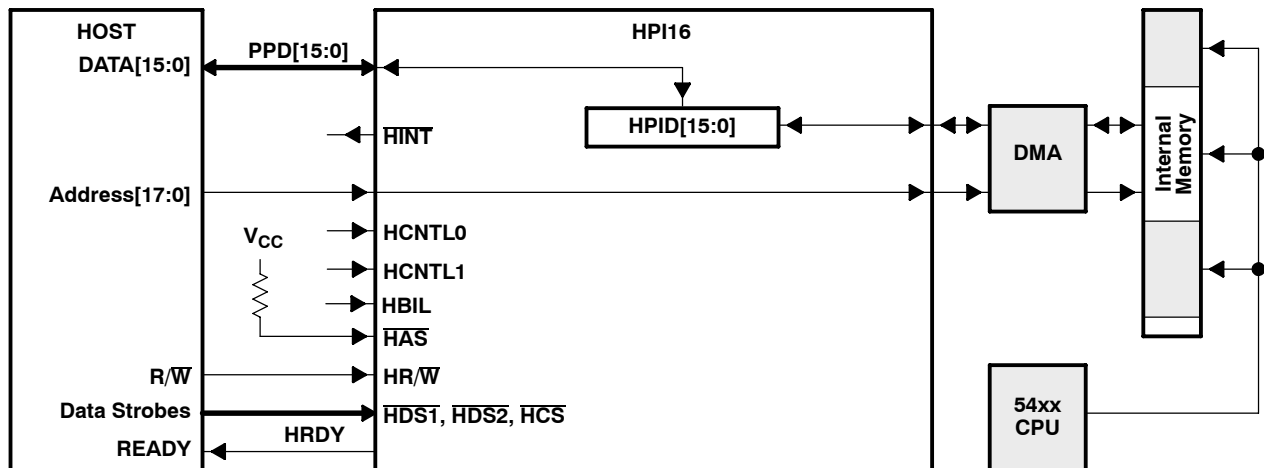 HOST
HPI16
DATA[15:0]
PPD[15:0]
HPID[15:0]
HINT
DMA
Internal
Memory
Address[17:0]
HCNTL0
VCC
HCNTL1
HBIL
HAS
R/W
HR/W
Data Strobes
HDS1, HDS2, HCS
HRDY
READY
54xx
CPU